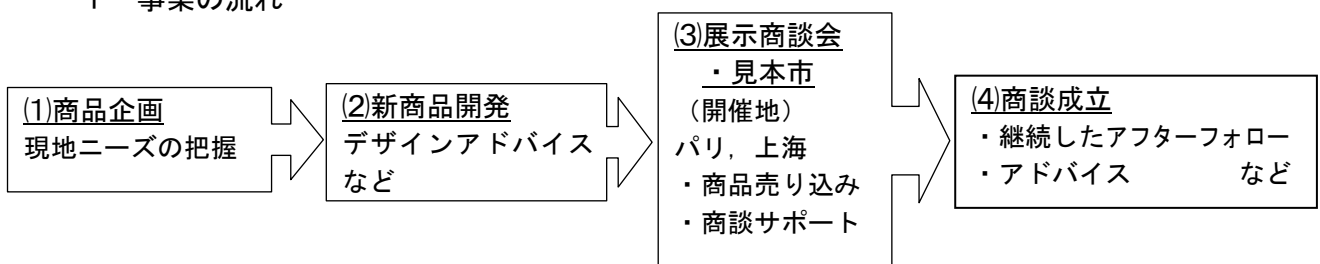 事業の流れ
⑴商品企画
現地ニーズの把握
⑵新商品開発
デザインアドバイス
など
⑶展示商談会
・見本市
（開催地）
パリ，上海
・商品売り込み
・商談サポート
⑷商談成立
・継続したアフターフォロー
・アドバイス　　　など